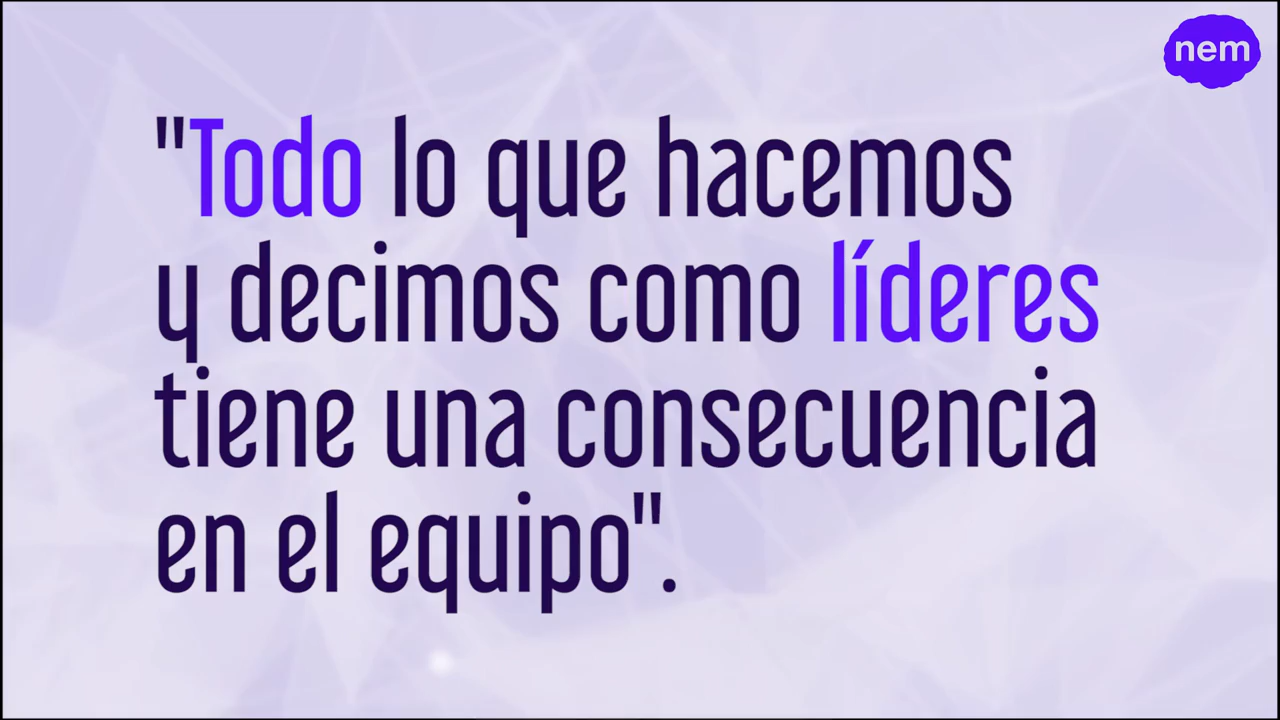 nem
"Todo lo que hacemos
y decimos como líderes
tiene una consecuencia
en el equipo".